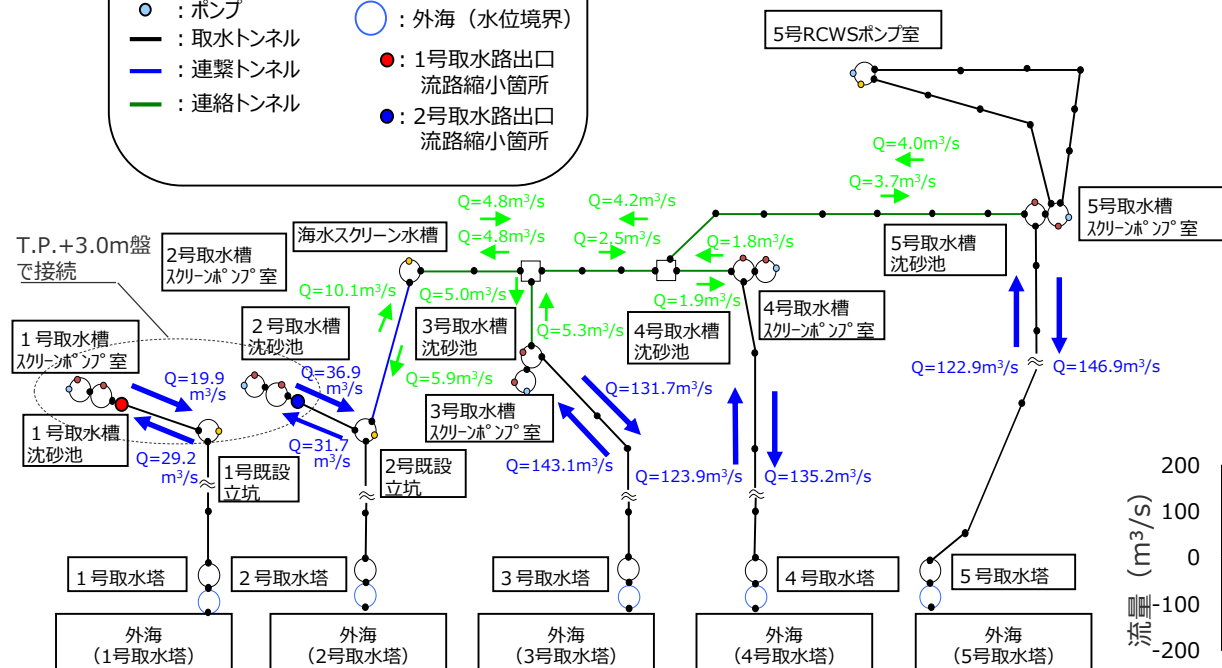 ：ポンプ
：取水トンネル
：連繋トンネル
：連絡トンネル
：外海（水位境界）
：1号取水路出口
流路縮小箇所
：2号取水路出口
流路縮小箇所
5号RCWSポンプ室
Q=4.0m³/s
Q=3.7m³/s
Q=4.8m³/s
Q=4.2m³/s
Q=4.8m³/s
Q=2.5m³/s
Q=1.8m³/s
Q=1.9m³/s
5号取水槽
スクリーンポンプ室
5号取水槽
沈砂池
T.P.+3.0m盤
で接続
2号取水槽
スクリーンポンプ室
海水スクリーン水槽
Q=10.1m³/s
Q=5.0m³/s
Q=5.3m³/s
Q=5.9m³/s
3号取水槽
沈砂池
4号取水槽
沈砂池
4号取水槽
スクリーンポンプ室
1号取水槽
スクリーンポンプ室
２号取水槽
沈砂池
Q=19.9
m³/s
Q=36.9
m³/s
Q=131.7m³/s
Q=122.9m³/s
Q=146.9m³/s
3号取水槽
スクリーンポンプ室
１号取水槽
沈砂池
Q=29.2
m³/s
Q=31.7
m³/s
1号既設
立坑
2号既設
立坑
Q=143.1m³/s
Q=123.9m³/s
Q=135.2m³/s
1号取水塔
２号取水塔
３号取水塔
４号取水塔
５号取水塔
外海
（1号取水塔）
外海
（2号取水塔）
外海
（3号取水塔）
外海
（4号取水塔）
外海
（5号取水塔）
流量（m³/s）
200
100
0
-100
-200